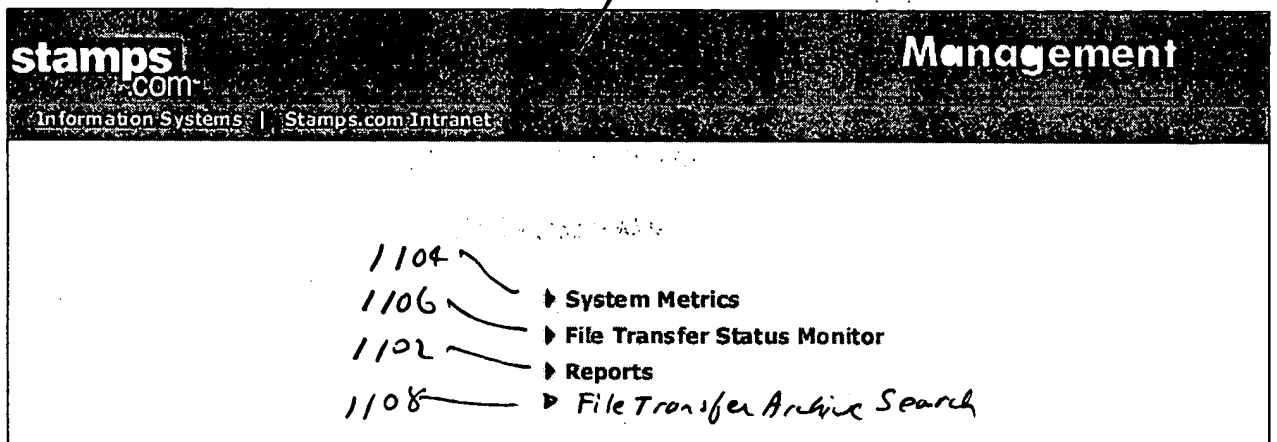 stamps
.com
Management
Information Systems | Stamps.com Intranet
1104
System Metrics
1106
File Transfer Status Monitor
1102
Reports
1108
File Transfer Archive Search